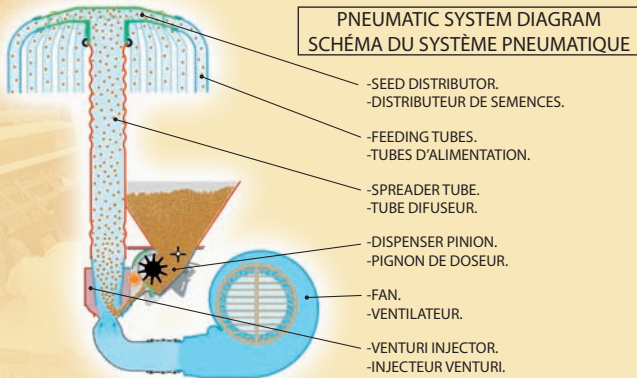 PNEUMATIC SYSTEM DIAGRAM
SCHÉMA DU SYSTÈME PNEUMATIQUE
-SEED DISTRIBUTOR.
-DISTRIBUTEUR DE SEMENCES.
-FEEDING TUBES.
-TUBES D’ALIMENTATION.
-SPREADER TUBE.
-TUBE DIFUSEUR.
-DISPENSER PINION.
-PIGNON DE DOSEUR.
-FAN.
-VENTILATEUR.
-VENTURI INJECTOR.
-INJECTEUR VENTURI.